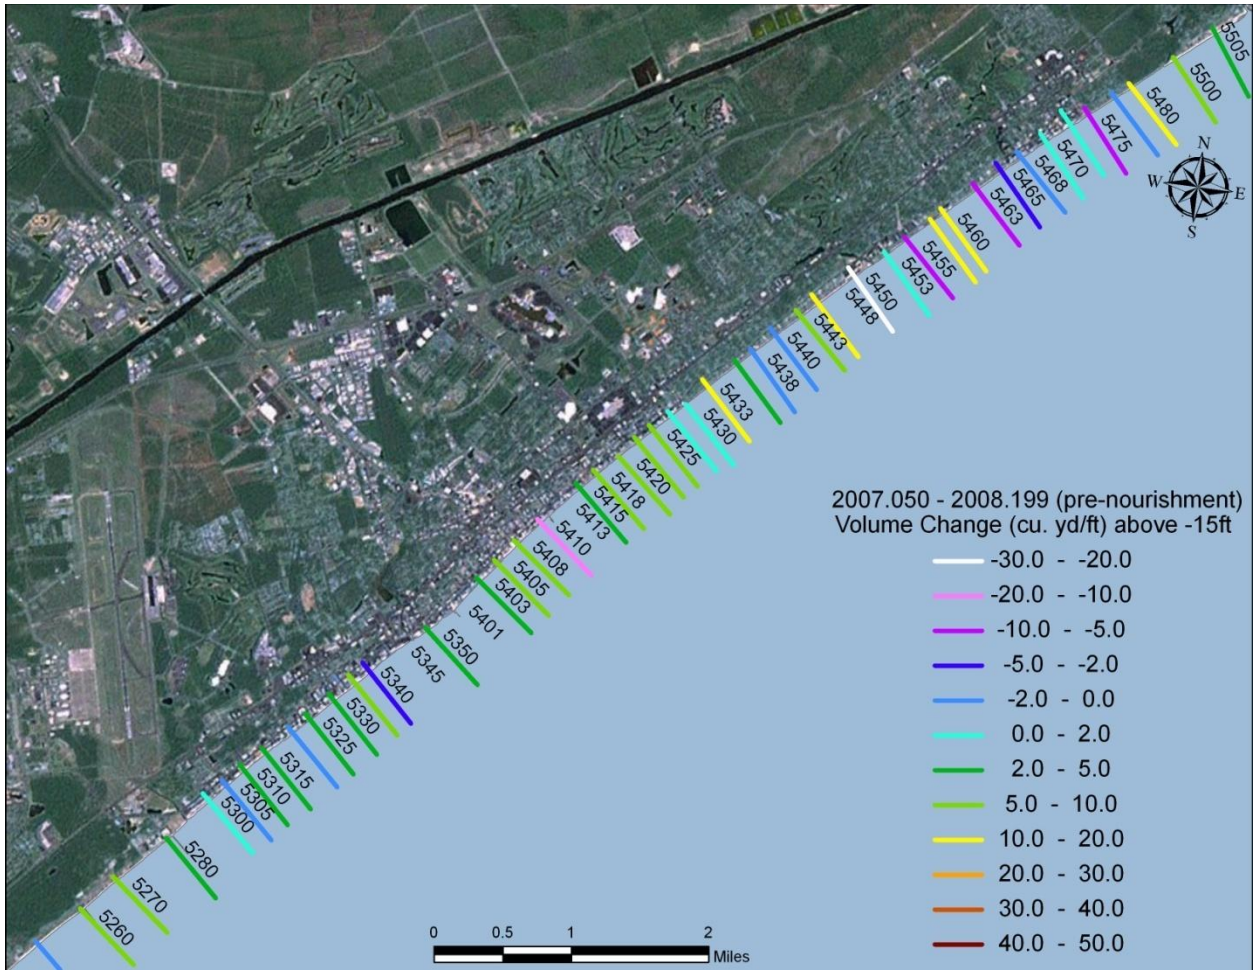 5505
5500
5480
5475
5470
5468
5465
5463
5460
5455
5453
5450
5448
5443
5440
5438
5433
5430
5425
5420
5418
5415
5413
5410
5408
5405
5403
5401
5350
5345
5340
5330
5325
5315
5310
5305
5300
5280
5270
5260
N
W E
S
2007.050 - 2008.199 (pre-nourishment)
Volume Change (cu. yd/ft) above -15ft
-30.0 - -20.0
-20.0 - -10.0
-10.0 - -5.0
-5.0 - -2.0
-2.0 - 0.0
0.0 - 2.0
2.0 - 5.0
5.0 - 10.0
10.0 - 20.0
20.0 - 30.0
30.0 - 40.0
40.0 - 50.0
0 0.5 1 2
Miles